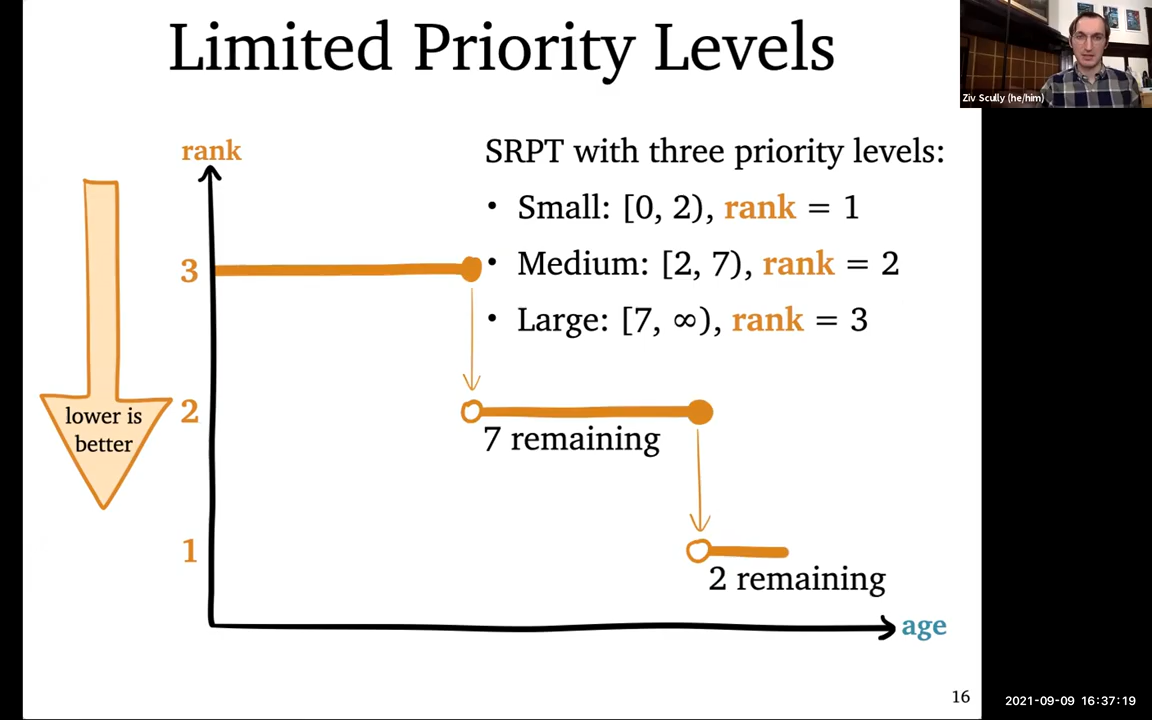 Limited Priority Levels
Ziv Scully (he/him)
rank
SRPT with three priority levels:
• Small: [0, 2), rank = 1
• Medium: [2, 7), rank = 2
• Large: [7, ∞), rank = 3
3
2
1
lower is
better
7 remaining
2 remaining
age
16
2021-09-09 16:37:19